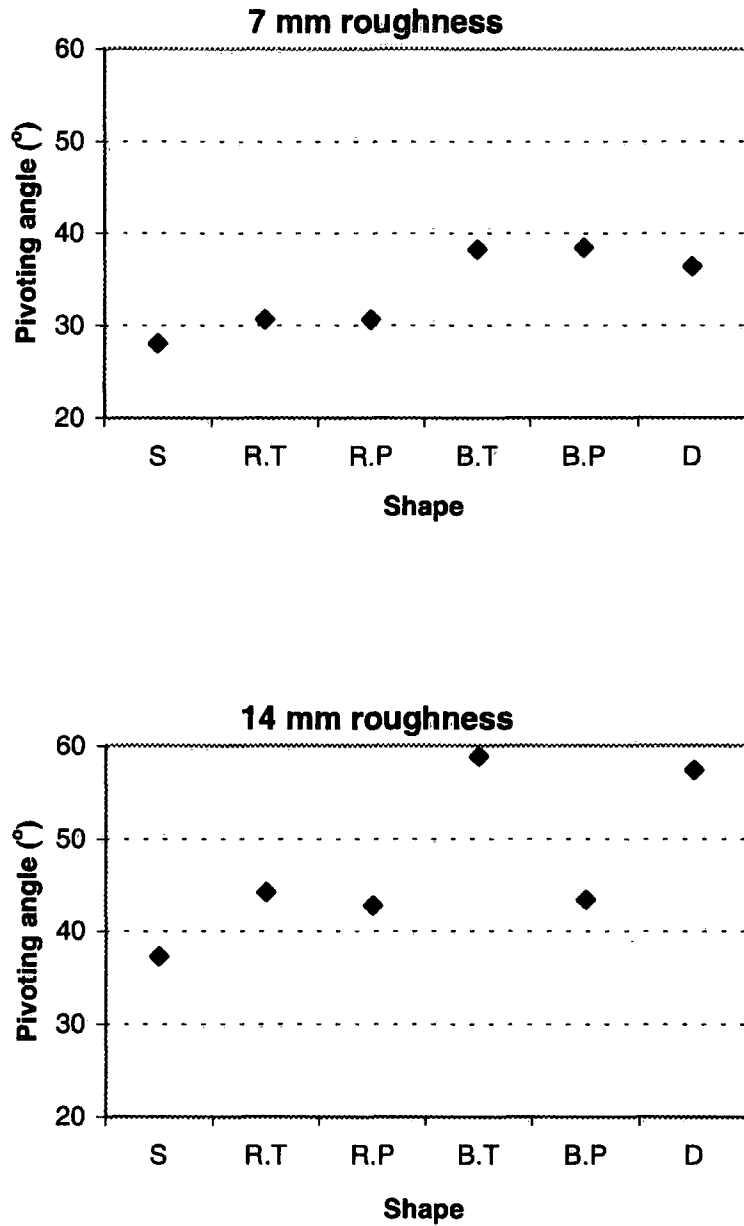 7 mm roughness
60
50
40
30
20
Pivoting angle (°)
S R.T R.P B.T B.P D
Shape
14 mm roughness
60
50
40
30
20
Pivoting angle (°)
S R.T R.P B.T B.P D
Shape